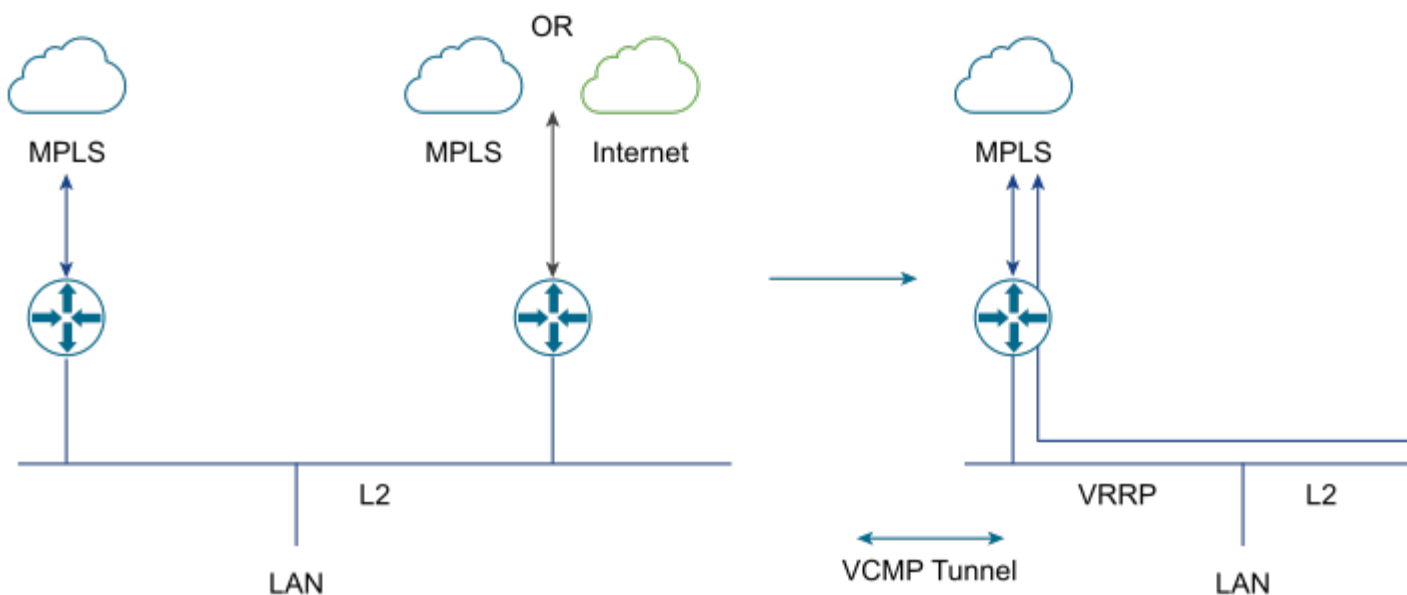 OR
MPLS
MPLS
Internet
MPLS
L2
VRRP
L2
VCMP Tunnel
LAN
LAN